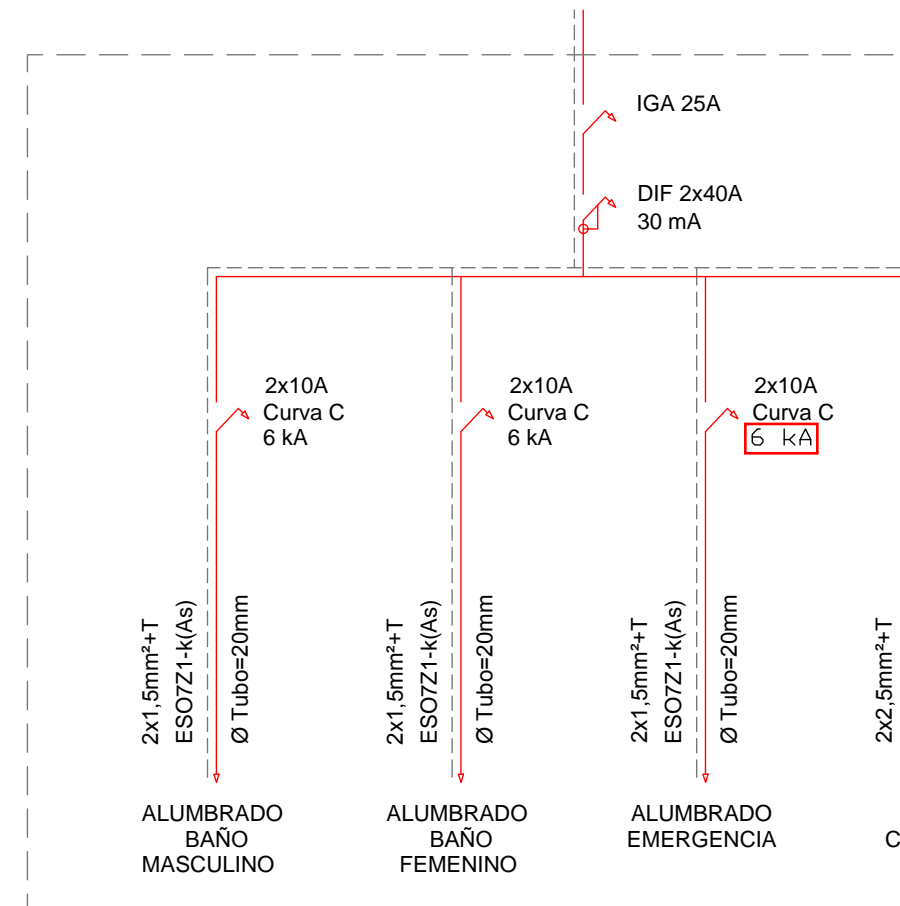 IGA 25A
DIF 2x40A
30 mA
2x10A
Curva C
6 kA
2x10A
Curva C
6 kA
2x10A
Curva C
6 kA
2x1,5mm²+T
ESO7Z1-k(As)
Ø Tubo=20mm
2x1,5mm²+T
ESO7Z1-k(As)
Ø Tubo=20mm
2x1,5mm²+T
ESO7Z1-k(As)
Ø Tubo=20mm
2x2,5mm²+T
ALUMBRADO
BAÑO
MASCULINO
ALUMBRADO
BAÑO
FEMENINO
ALUMBRADO
EMERGENCIA
C